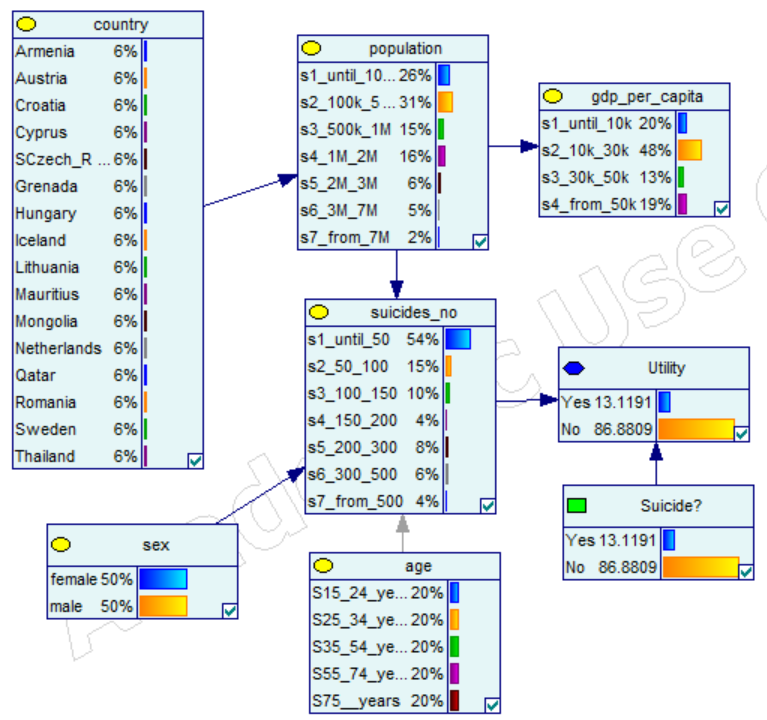 country
Armenia 6%
Austria 6%
Croatia 6%
Cyprus 6%
SCzech_R ... 6%
Grenada 6%
Hungary 6%
Iceland 6%
Lithuania 6%
Mauritius 6%
Mongolia 6%
Netherlands 6%
Qatar 6%
Romania 6%
Sweden 6%
Thailand 6%
population
s1_until_10... 26%
s2_100k_5 ... 31%
s3_500k_1M 15%
s4_1M_2M 16%
s5_2M_3M 6%
s6_3M_7M 5%
s7_from_7M 2%
gdp_per_capita
s1_until_10k 20%
s2_10k_30k 48%
s3_30k_50k 13%
s4_from_50k 19%
suicides_no
s1_until_50 54%
s2_50_100 15%
s3_100_150 10%
s4_150_200 4%
s5_200_300 8%
s6_300_500 6%
s7_from_500 4%
Utility
Yes 13.1191
No 86.8809
Suicide?
Yes 13.1191
No 86.8809
sex
female 50%
male 50%
age
S15_24_ye... 20%
S25_34_ye... 20%
S35_54_ye... 20%
S55_74_ye... 20%
S75__years 20%
Use